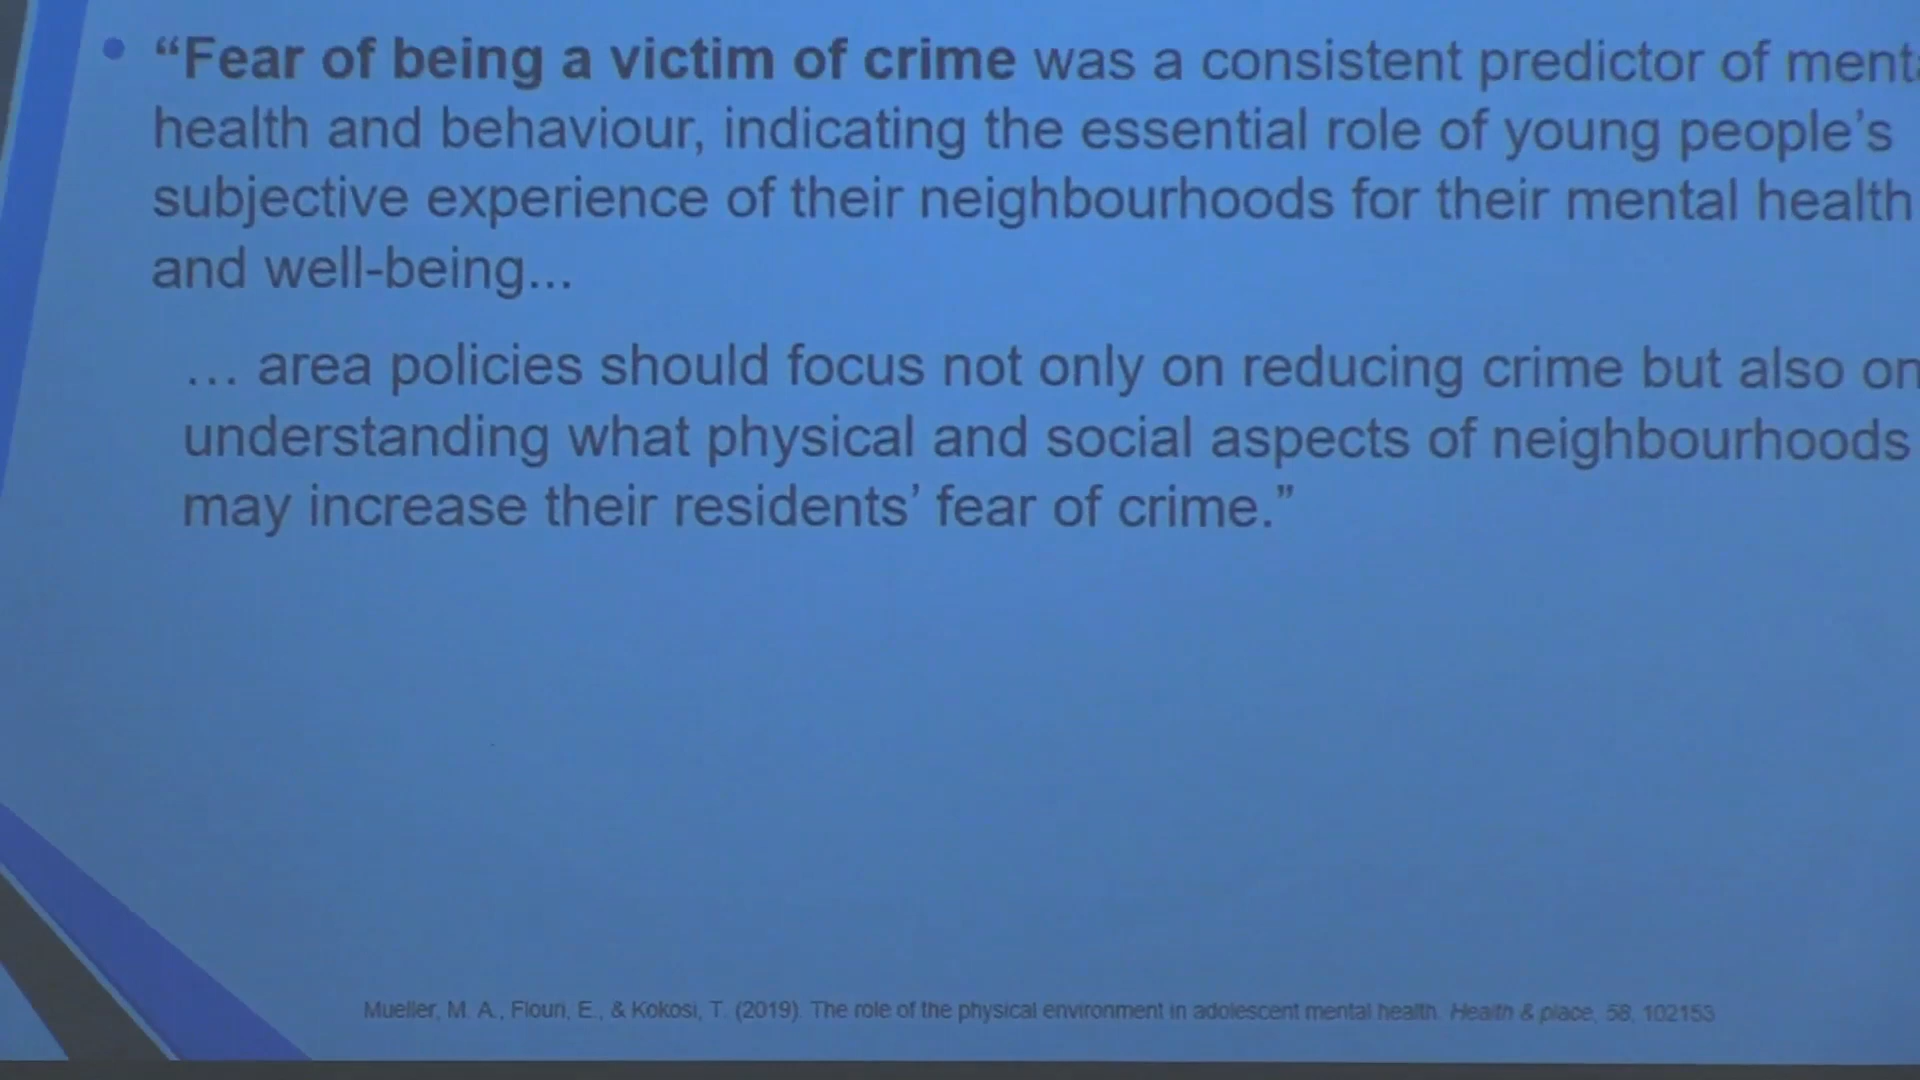 • “Fear of being a victim of crime was a consistent predictor of
health and behaviour, indicating the essential role of young people’s
subjective experience of their neighbourhoods for their mental health
and well-being...
... area policies should focus not only on reducing crime but also on
understanding what physical and social aspects of neighbourhoods
may increase their residents’ fear of crime.”
Mueller, M. A., Flouri, E., & Kokosi, T. (2019). The role of the physical environment in adolescent mental health. Health & place, 58, 102153